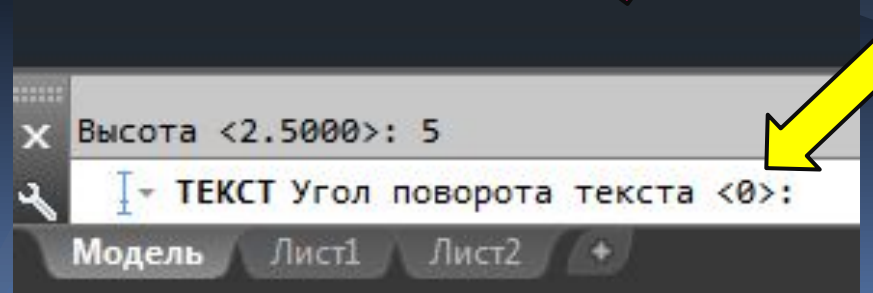 Высота <2.5000>: 5
ТЕКСТ Угол поворота текста <0>:
Модель Лист1 Лист2 +